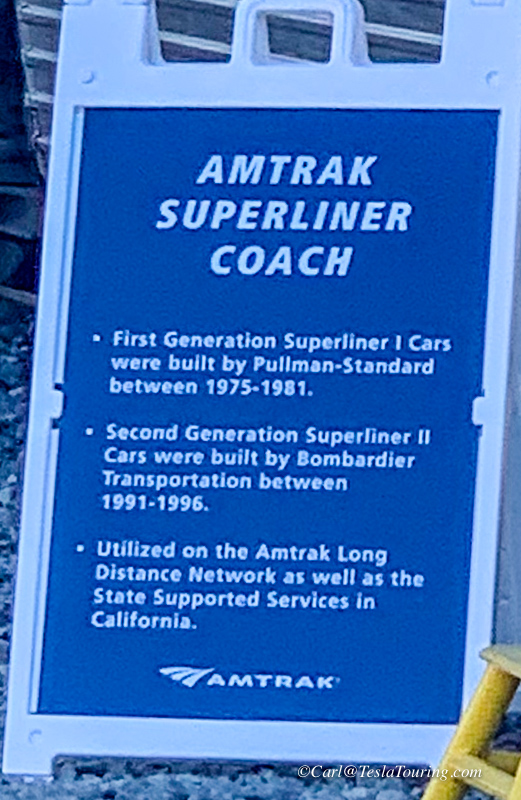 AMTRAK
SUPERLINER
COACH
• First Generation Superliner I Cars
were built by Pullman-Standard
between 1975-1981.
• Second Generation Superliner II
Cars were built by Bombardier
Transportation between
1991-1996.
• Utilized on the Amtrak Long
Distance Network as well as the
State Supported Services in
California.
AMTRAK®
©Carl@TeslaTouring.com